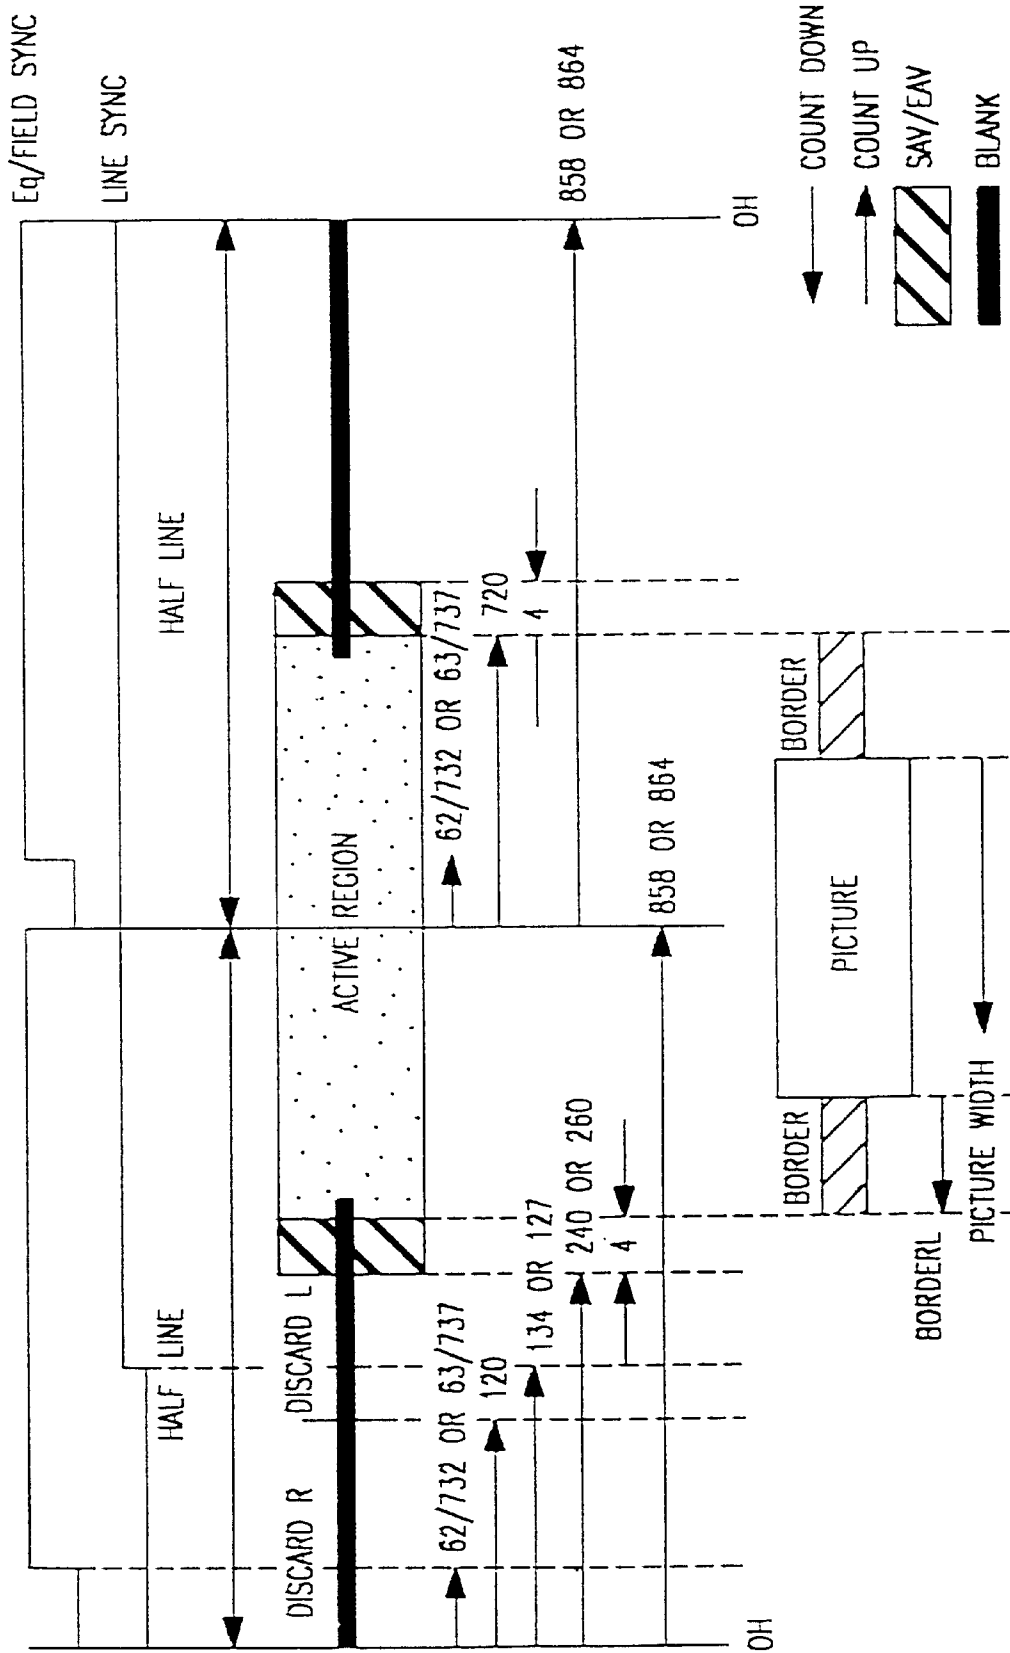 Eq/FIELD SYNC
LINE SYNC
HALF LINE
HALF LINE
DISCARD R
DISCARD L
ACTIVE REGION
62/732 OR 63/737
62/732 OR 63/737
120
720
134 OR 127
4
240 OR 260
858 OR 864
4
858 OR 864
OH
OH
BORDER
BORDER
PICTURE
BORDERL
PICTURE WIDTH
COUNT DOWN
COUNT UP
SAV/EAV
BLANK